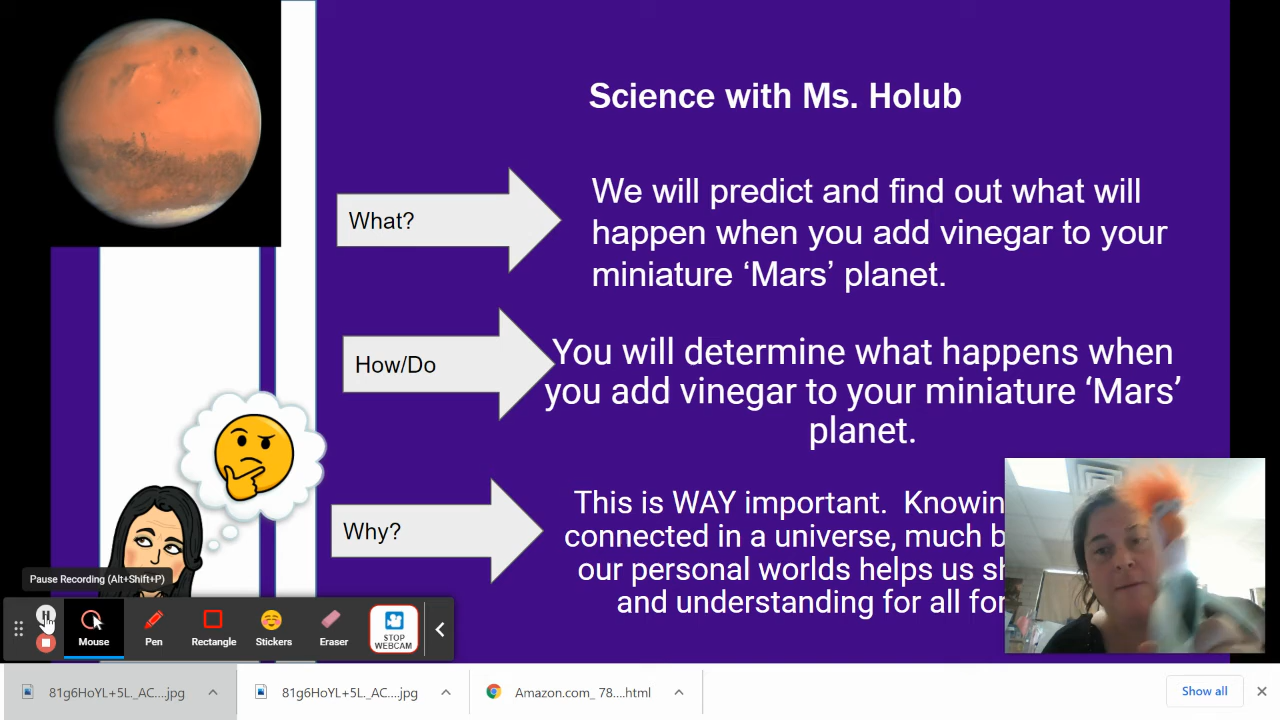 Science with Ms. Holub
What?
We will predict and find out what will
happen when you add vinegar to your
miniature ‘Mars’ planet.
How/Do
You will determine what happens when
you add vinegar to your miniature ‘Mars’
planet.
Why?
This is WAY important.  Knowin
connected in a universe, much b
our personal worlds helps us sh
and understanding for all for
Pause Recording (Alt+Shift+P)
Mouse
Pen
Rectangle
Stickers
Eraser
STOP
WEBCAM
81g6HoYL+5L._AC....jpg
81g6HoYL+5L._AC....jpg
Amazon.com_ 78....html
Show all